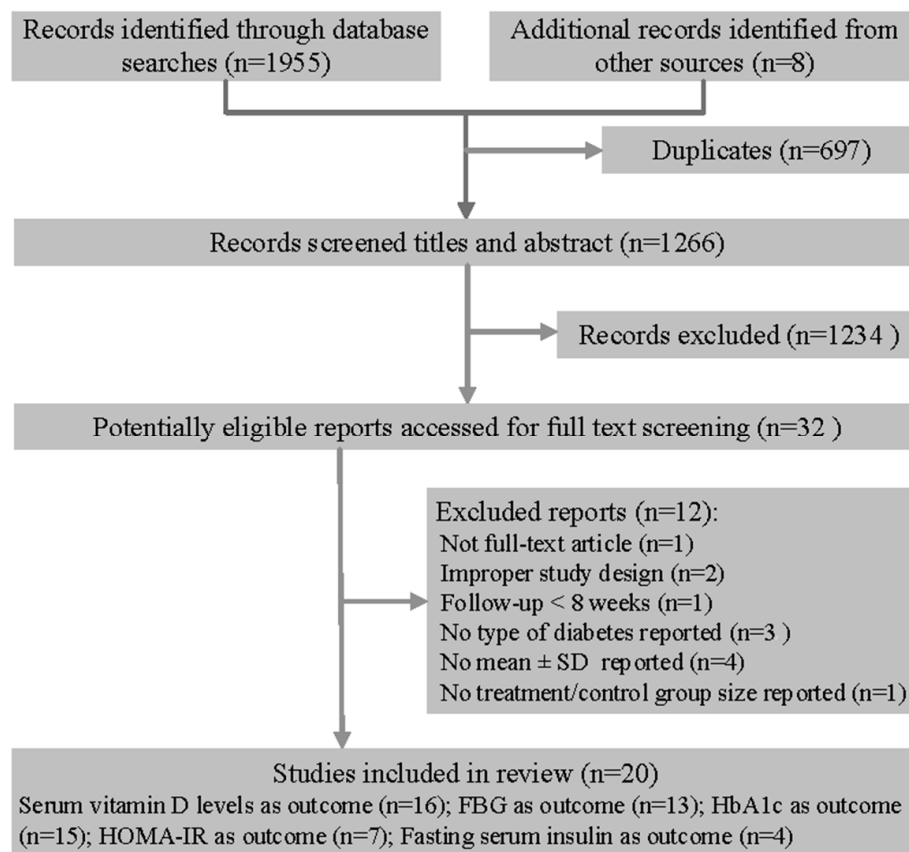 Records identified through database
searches (n=1955)
Additional records identified from
other sources (n=8)
Duplicates (n=697)
Records screened titles and abstract (n=1266)
Records excluded (n=1234 )
Potentially eligible reports accessed for full text screening (n=32 )
Excluded reports (n=12):
Not full-text article (n=1)
Improper study design (n=2)
Follow-up < 8 weeks (n=1)
No type of diabetes reported (n=3 )
No mean ± SD reported (n=4)
No treatment/control group size reported (n=1)
Studies included in review (n=20)
Serum vitamin D levels as outcome (n=16); FBG as outcome (n=13); HbA1c as outcome
(n=15); HOMA-IR as outcome (n=7); Fasting serum insulin as outcome (n=4)